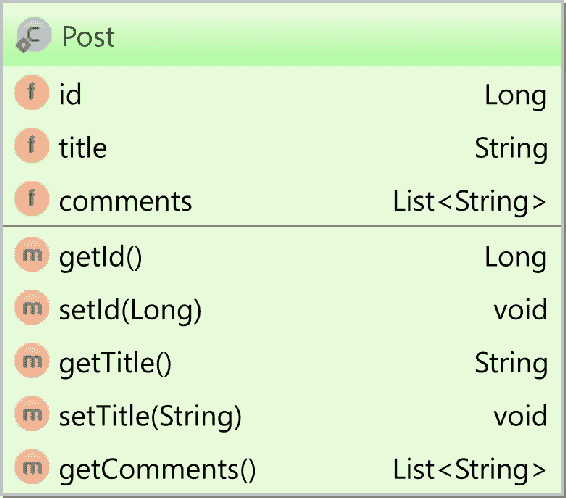 C Post
f id Long
f title String
f comments List<String>
m getId() Long
m setId(Long) void
m getTitle() String
m setTitle(String) void
m getComments() List<String>